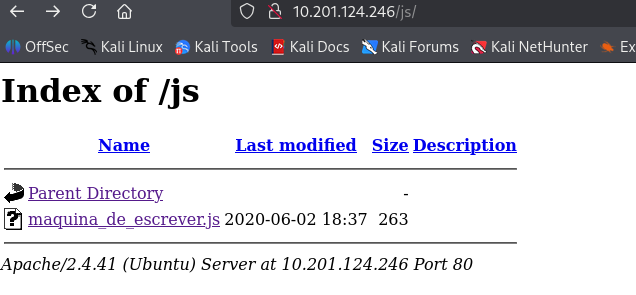 10.201.124.246/js/
OffSec Kali Linux Kali Tools Kali Docs Kali Forums Kali NetHunter Ex
Index of /js
Name Last modified Size Description
Parent Directory -
maquina_de_escrever.js 2020-06-02 18:37 263
Apache/2.4.41 (Ubuntu) Server at 10.201.124.246 Port 80